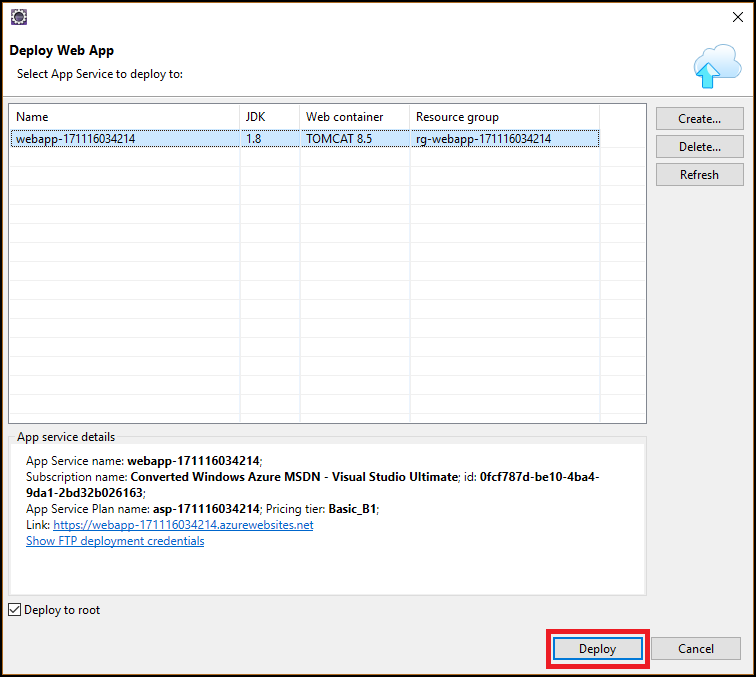 Deploy Web App
Select App Service to deploy to:
Name JDK Web container Resource group
webapp-171116034214 1.8 TOMCAT 8.5 rg-webapp-171116034214
Create...
Delete...
Refresh
App service details
App Service name: webapp-171116034214;
Subscription name: Converted Windows Azure MSDN - Visual Studio Ultimate; id: 0fcf787d-be10-4ba4-
9da1-2bd32b026163;
App Service Plan name: asp-171116034214; Pricing tier: Basic_B1;
Link: https://webapp-171116034214.azurewebsites.net
Show FTP deployment credentials
Deploy to root
Deploy Cancel